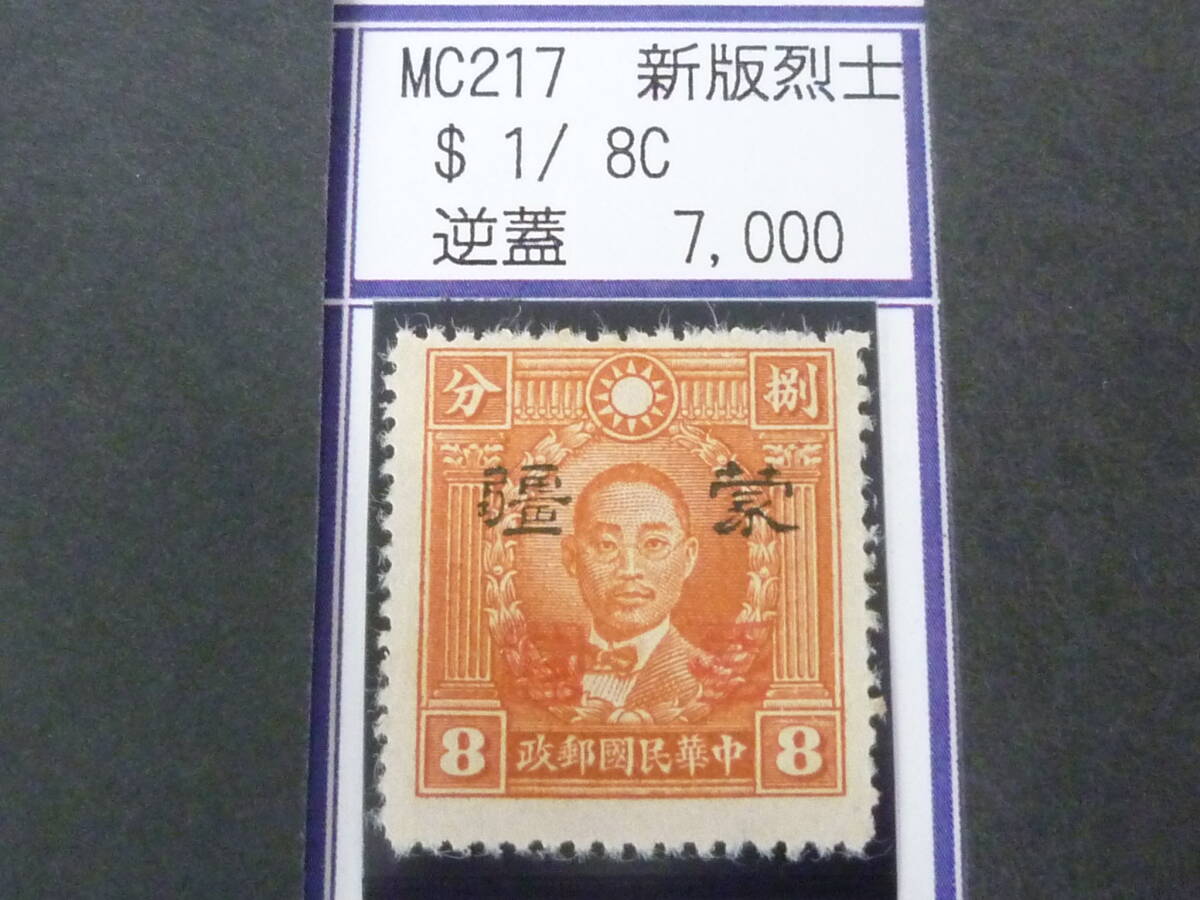 MC217 新版烈士
$ 1/ 8C
逆蓋 7,000
分 捌
疆 蒙
8 政郵國民華中 8